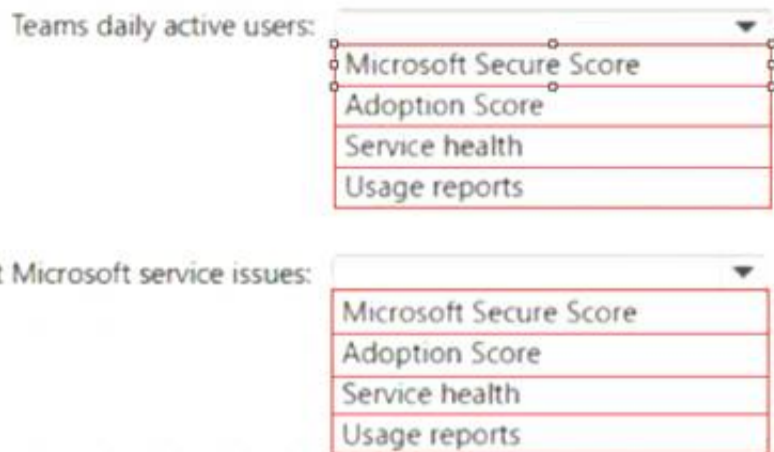 Teams daily active users:
Microsoft Secure Score
Adoption Score
Service health
Usage reports
t Microsoft service issues:
Microsoft Secure Score
Adoption Score
Service health
Usage reports